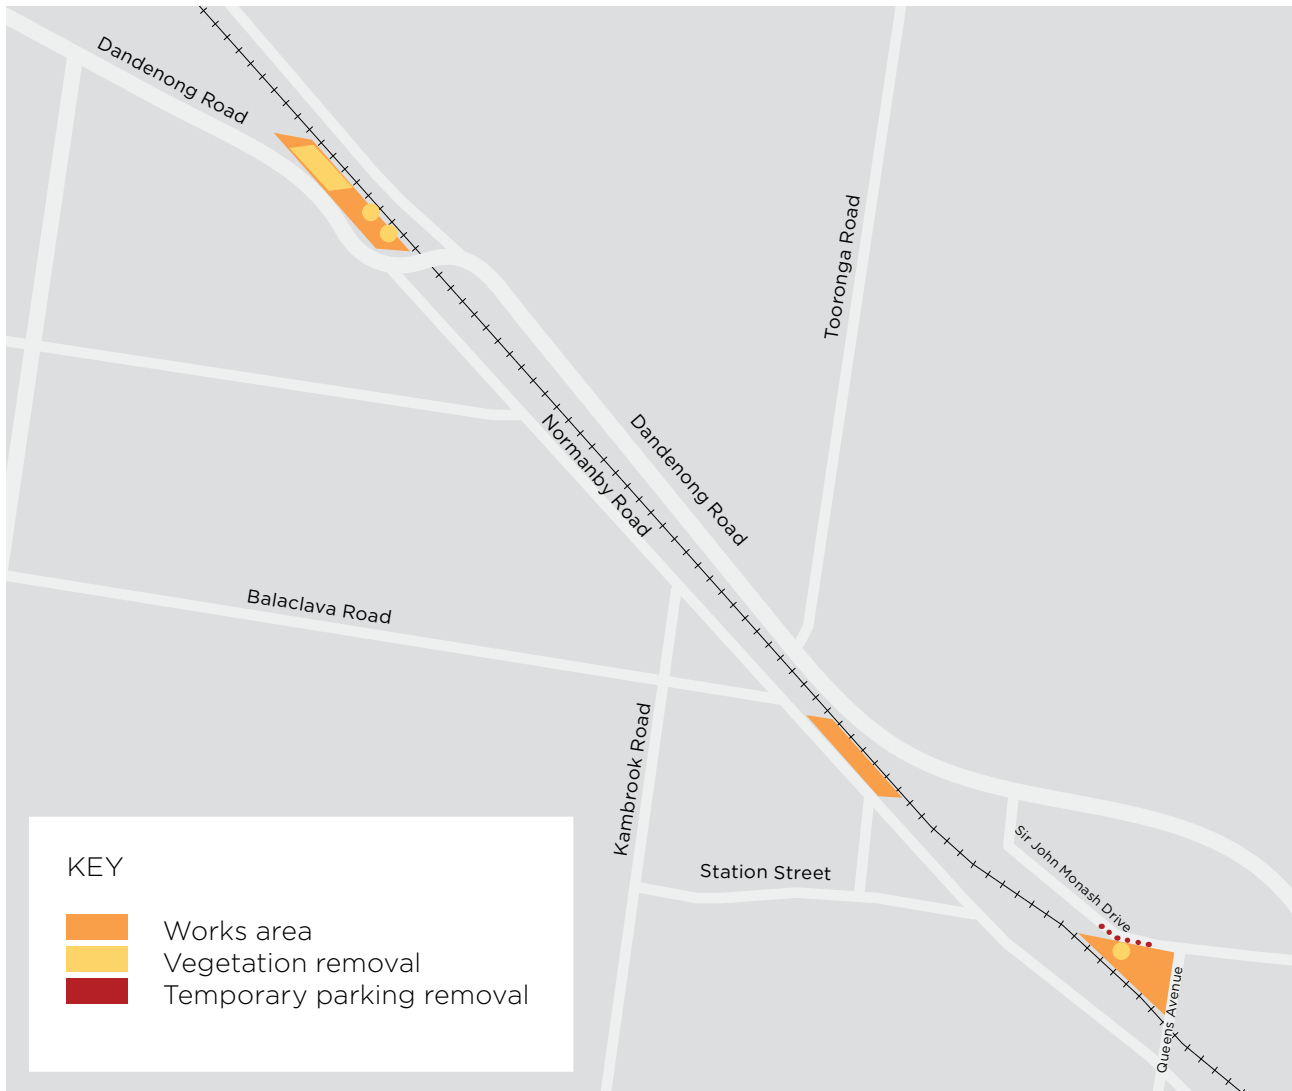 Dandenong Road
Tooronga Road
Dandenong Road
Normanby Road
Balaclava Road
Kambrook Road
Station Street
Sir John Monash Drive
Queens Avenue
KEY
Works area
Vegetation removal
Temporary parking removal